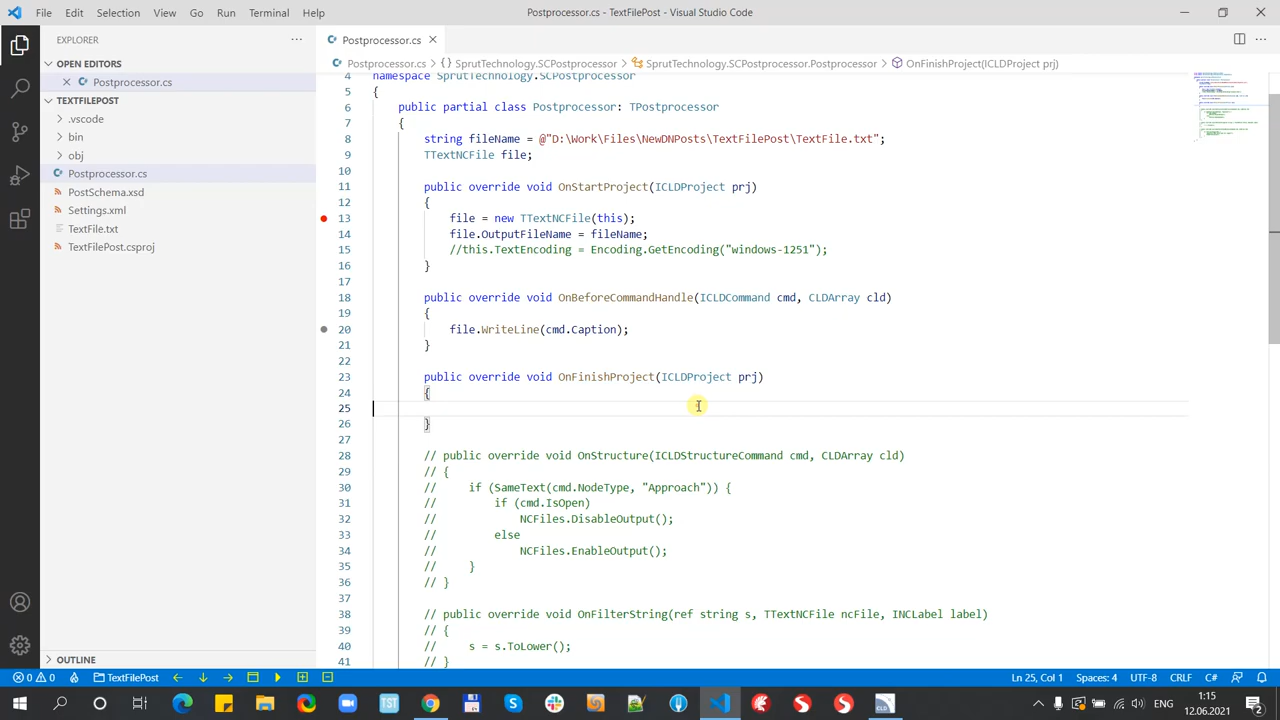 File Edit Selection View Go Run Terminal Help
Postprocessor.cs - TextFilePost - Visual Studio Code
EXPLORER
OPEN EDITORS
Postprocessor.cs
TEXTFILEPOST
.vscode
bin
obj
Postprocessor.cs
PostSchema.xsd
Settings.xml
TextFile.txt
TextFilePost.csproj
OUTLINE
Postprocessor.cs
Postprocessor.cs > {} SprutTechnology.SCPostprocessor > SprutTechnology.SCPostprocessor.Postprocessor > OnFinishProject(ICLDProject prj)
4 namespace SprutTechnology.SCPostprocessor
5 {
6 public partial class Postprocessor: TPostprocessor
7 {
8 string fileName = @"D:\Work\Files\NewDNPosts\TextFilePost\TextFile.txt";
9 TTextNCFile file;
10
11 public override void OnStartProject(ICLDProject prj)
12 {
13 file = new TTextNCFile(this);
14 file.OutputFileName = fileName;
15 //this.TextEncoding = Encoding.GetEncoding("windows-1251");
16 }
17
18 public override void OnBeforeCommandHandle(ICLDCommand cmd, CLDArray cld)
19 {
20 file.WriteLine(cmd.Caption);
21 }
22
23 public override void OnFinishProject(ICLDProject prj)
24 {
25
26 }
27
28 // public override void OnStructure(ICLDStructureCommand cmd, CLDArray cld)
29 // {
30 // if (SameText(cmd.NodeType, "Approach")) {
31 // if (cmd.IsOpen)
32 // NCFiles.DisableOutput();
33 // else
34 // NCFiles.EnableOutput();
35 // }
36 // }
37
38 // public override void OnFilterString(ref string s, TTextNCFile ncFile, INCLabel label)
39 // {
40 // s = s.ToLower();
41 // }
0 0 TextFilePost
Ln 25, Col 1 Spaces: 4 UTF-8 CRLF C#
1:15
12.06.2021
2